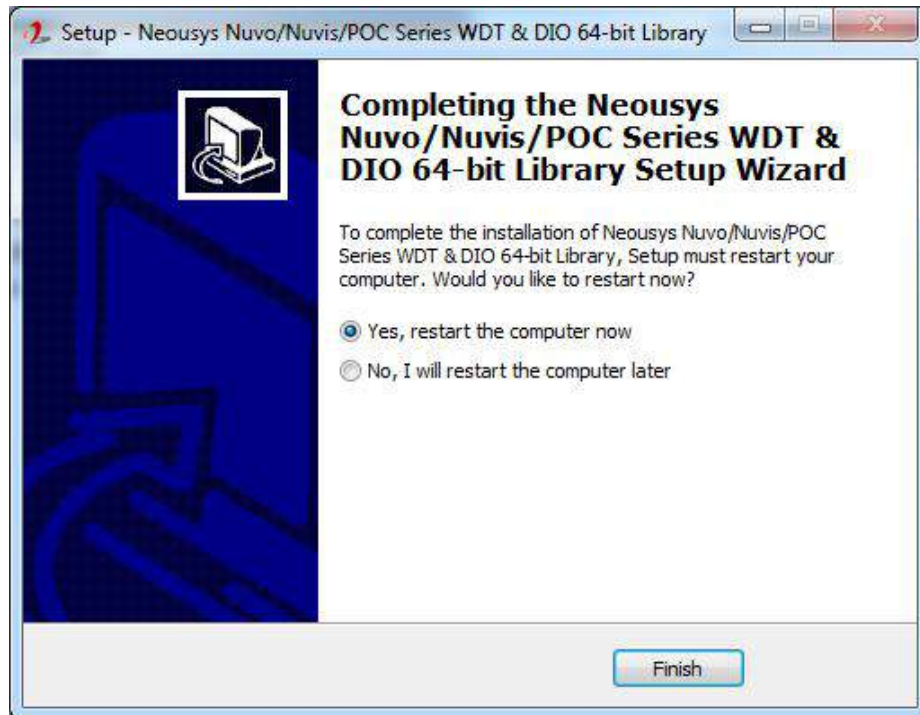 Setup - Neousys Nuvo/Nuvis/POC Series WDT & DIO 64-bit Library
Completing the Neousys
Nuvo/Nuvis/POC Series WDT &
DIO 64-bit Library Setup Wizard
To complete the installation of Neousys Nuvo/Nuvis/POC
Series WDT & DIO 64-bit Library, Setup must restart your
computer. Would you like to restart now?
Yes, restart the computer now
No, I will restart the computer later
Finish